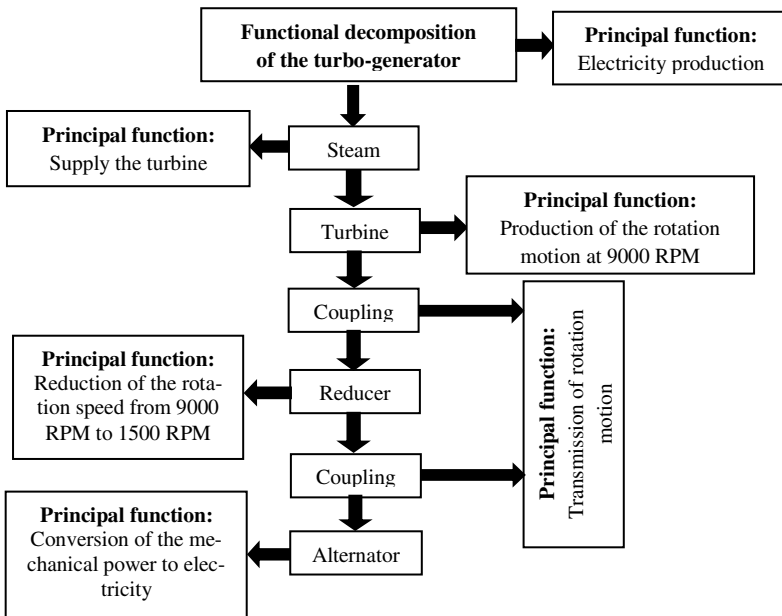 Functional decomposition
of the turbo-generator
Principal function:
Electricity production
Principal function:
Supply the turbine
Steam
Principal function:
Production of the rotation
motion at 9000 RPM
Turbine
Coupling
Principal function:
Transmission of rotation
motion
Principal function:
Reduction of the rota-
tion speed from 9000
RPM to 1500 RPM
Reducer
Coupling
Principal function:
Conversion of the me-
chanical power to elec-
tricity
Alternator